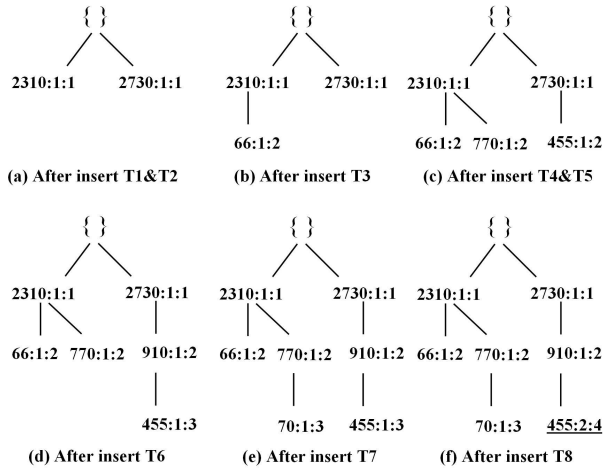 {} {} {}
2310:1:1 2730:1:1 2310:1:1 2730:1:1 2310:1:1 2730:1:1
66:1:2 66:1:2 770:1:2 455:1:2
(a) After insert T1&T2 (b) After insert T3 (c) After insert T4&T5
{} {} {}
2310:1:1 2730:1:1 2310:1:1 2730:1:1 2310:1:1 2730:1:1
66:1:2 770:1:2 910:1:2 66:1:2 770:1:2 910:1:2 66:1:2 770:1:2 910:1:2
455:1:3 70:1:3 455:1:3 70:1:3 455:2:4
(d) After insert T6 (e) After insert T7 (f) After insert T8